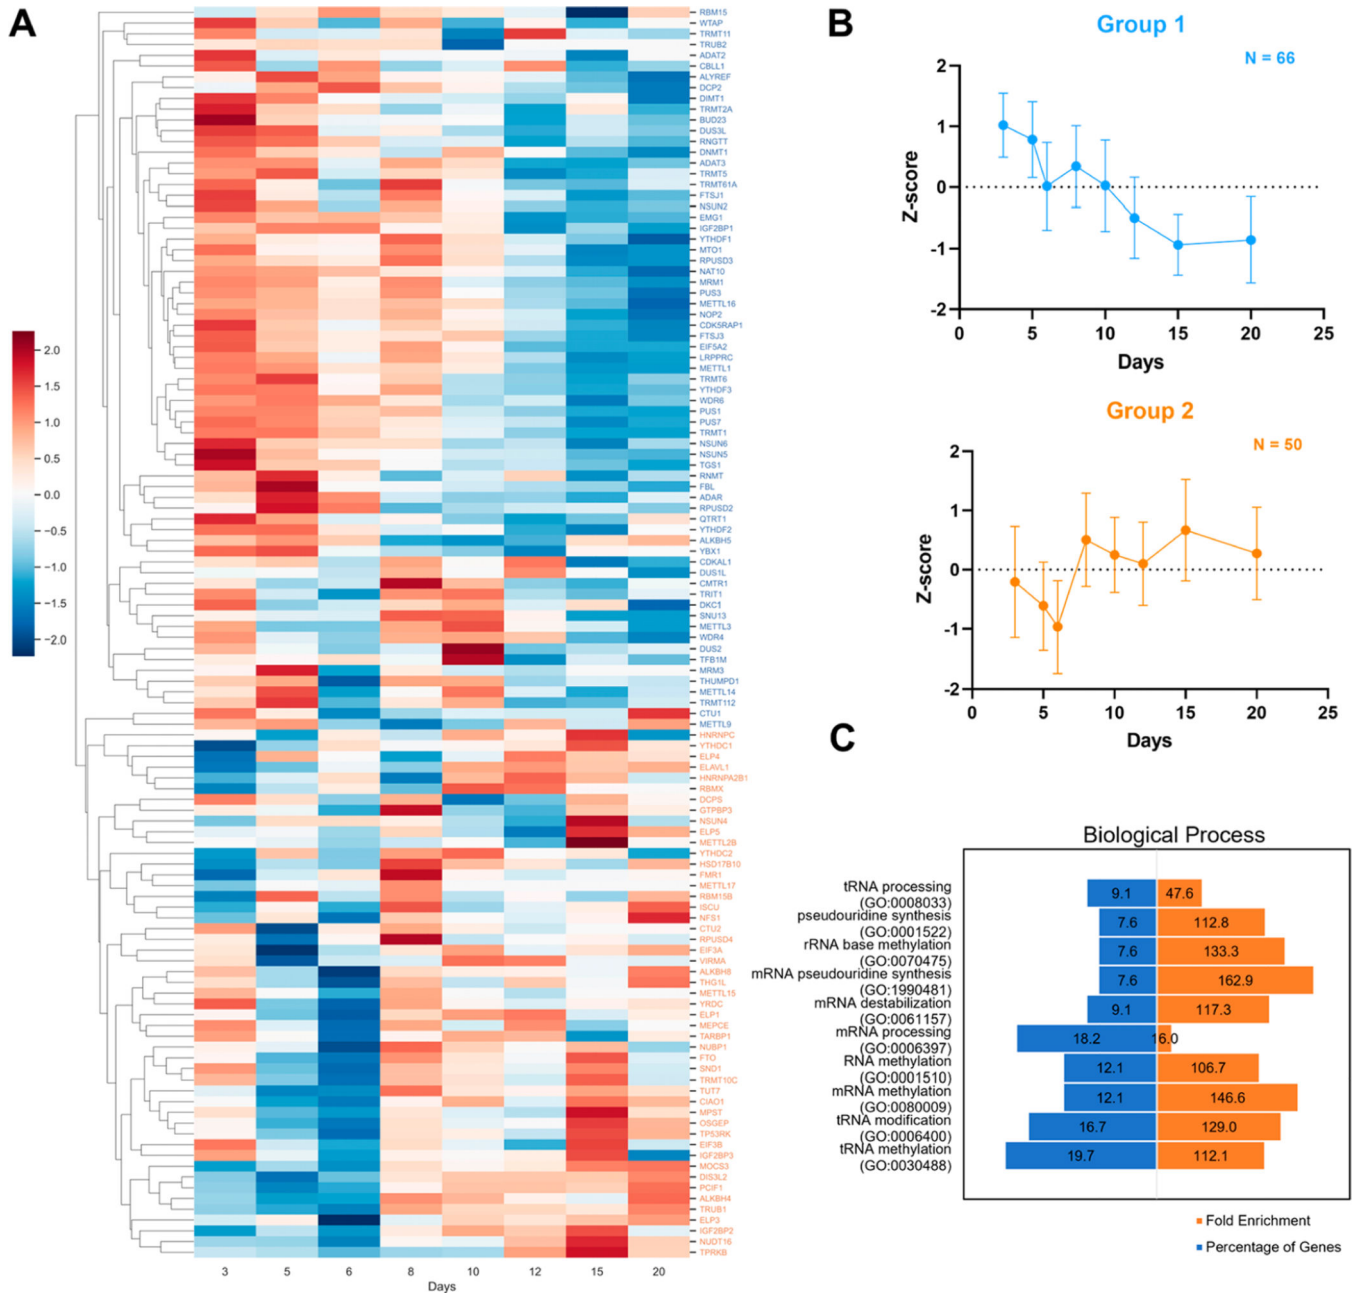 A
RBM15
WTAP
TRMT11
TRUB2
ADAT2
CBLL1
ALYREF
DCP2
DIMT1
TRMT2A
BUD23
DUS3L
RNGTT
DNMT1
ADAT3
TRMT5
TRMT61A
FTSJ1
NSUN2
EMG1
IGF2BP1
YTHDF1
MTO1
RPUSD3
NAT10
MRM1
PUS3
METTL16
NOP2
CDK5RAP1
FTSJ3
EIF5A2
LRPPRC
METTL1
TRMT6
YTHDF3
WDR6
PUS1
PUS7
TRMT1
NSUN6
NSUN5
TGS1
RNMT
FBL
ADAR
RPUSD2
QTRT1
YTHDF2
ALKBH5
YBX1
CDKAL1
DUS1L
CMTR1
TRIT1
DKC1
SNU13
METTL3
WDR4
DUS2
TFB1M
MRM3
THUMPD1
METTL14
TRMT112
CTU1
METTL9
HNRNPC
YTHDC1
ELP4
ELAVL1
HNRNPA2B1
RBMX
DCPS
GTPBP3
NSUN4
ELP5
METTL2B
YTHDC2
HSD17B10
FMR1
METTL17
RBM15B
ISCU
NFS1
CTU2
RPUSD4
EIF3A
VIRMA
ALKBH8
THG1L
METTL15
YRDC
ELP1
MEPCE
TARBP1
NUBP1
FTO
SND1
TRMT10C
TUT7
CIAO1
MPST
OSGEP
TP53RK
EIF3B
IGF2BP3
MOCS3
DIS3L2
PCIF1
ALKBH4
TRUB1
ELP3
IGF2BP2
NUDT16
TPRKB
2.0
1.5
1.0
0.5
0.0
−0.5
−1.0
−1.5
−2.0
3 5 6 8 10 12 15 20
Days
B
Group 1
N = 66
Z-score
2
1
0
-1
-2
0 5 10 15 20 25
Days
Group 2
N = 50
Z-score
2
1
0
-1
-2
0 5 10 15 20 25
Days
C
Biological Process
tRNA processing
(GO:0008033)
9.1 47.6
pseudouridine synthesis
(GO:0001522)
7.6 112.8
rRNA base methylation
(GO:0070475)
7.6 133.3
mRNA pseudouridine synthesis
(GO:1990481)
7.6 162.9
mRNA destabilization
(GO:0061157)
9.1 117.3
mRNA processing
(GO:0006397)
18.2 16.0
RNA methylation
(GO:0001510)
12.1 106.7
mRNA methylation
(GO:0080009)
12.1 146.6
tRNA modification
(GO:0006400)
16.7 129.0
tRNA methylation
(GO:0030488)
19.7 112.1
Fold Enrichment
Percentage of Genes